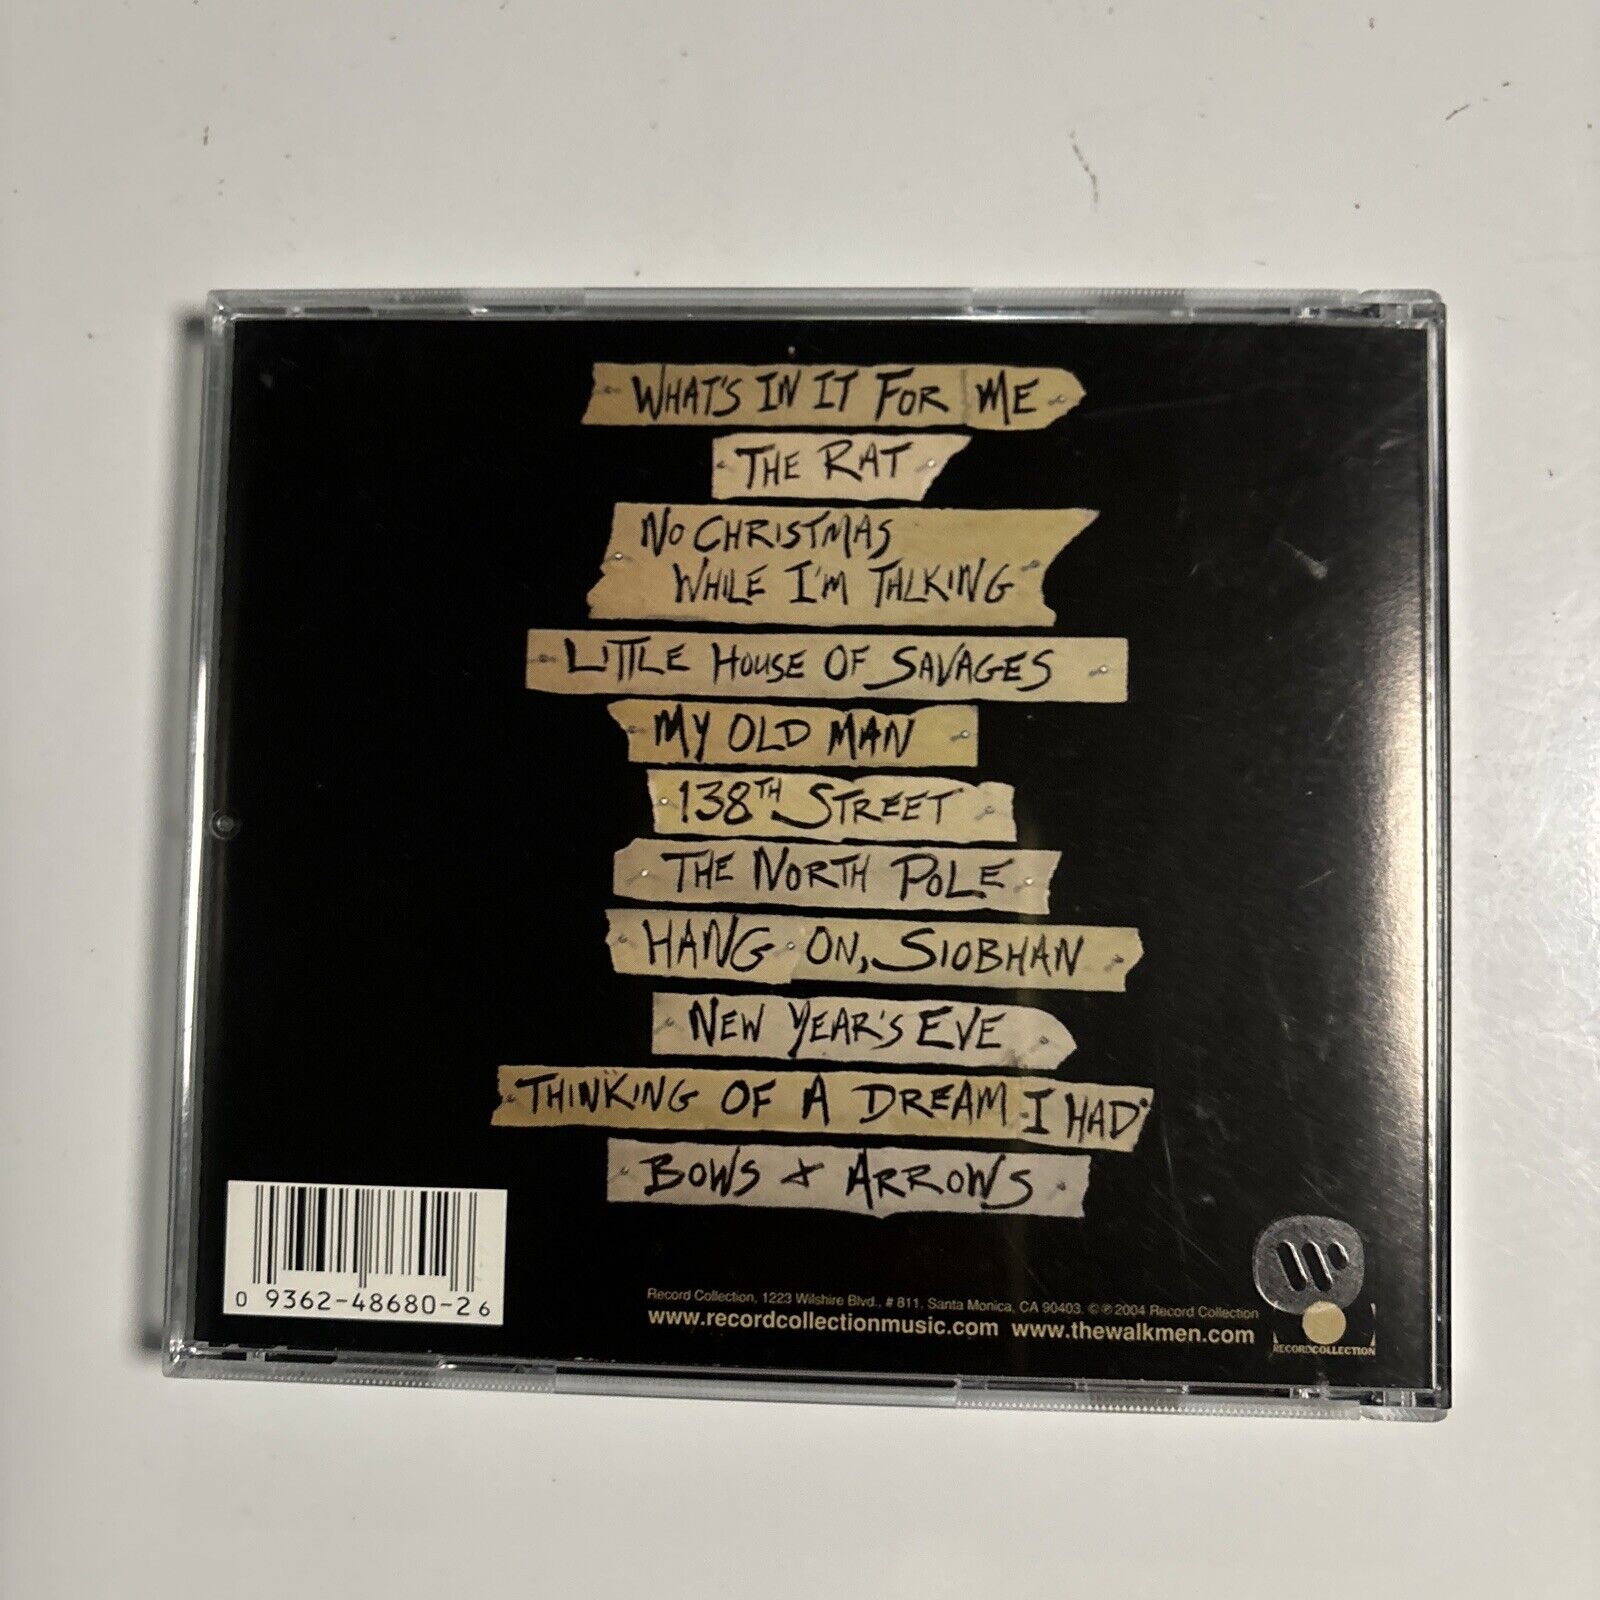 WHAT'S IN IT FOR ME
THE RAT
NO CHRISTMAS
WHILE I'M TALKING
LITTLE HOUSE OF SAVAGES
MY OLD MAN
138TH STREET
THE NORTH POLE
HANG ON, SIOBHAN
NEW YEAR'S EVE
THINKING OF A DREAM I HAD
BOWS & ARROWS
0 9362-48680-2 6
Record Collection, 1223 Wilshire Blvd., # 811, Santa Monica, CA 90403. ©℗ 2004 Record Collection
www.recordcollectionmusic.com www.thewalkmen.com
RECORDCOLLECTION